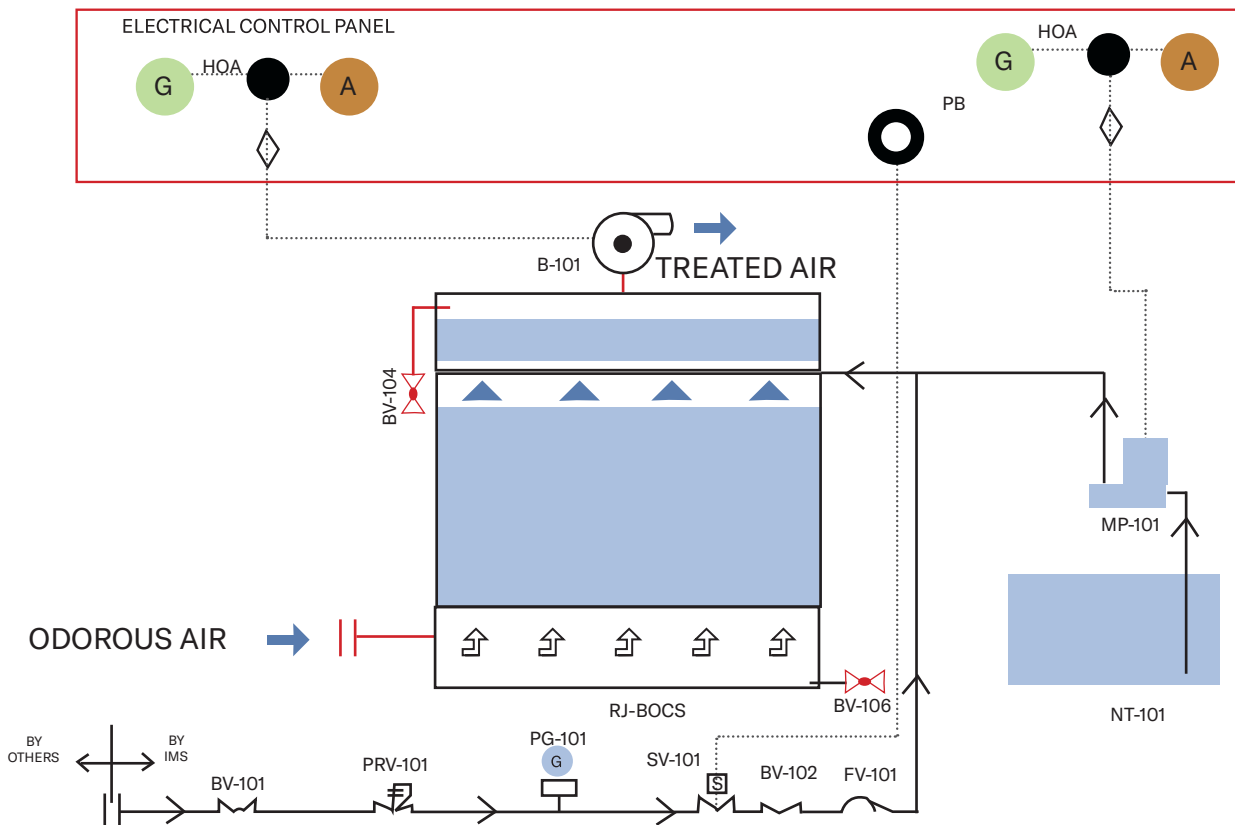 ELECTRICAL CONTROL PANEL
G
HOA
A
HOA
G
A
PB
B-101
TREATED AIR
BV-104
MP-101
ODOROUS AIR
RJ-BOCS
BV-106
NT-101
BY
OTHERS
BY
IMS
BV-101
PRV-101
PG-101
G
SV-101
S
BV-102
FV-101